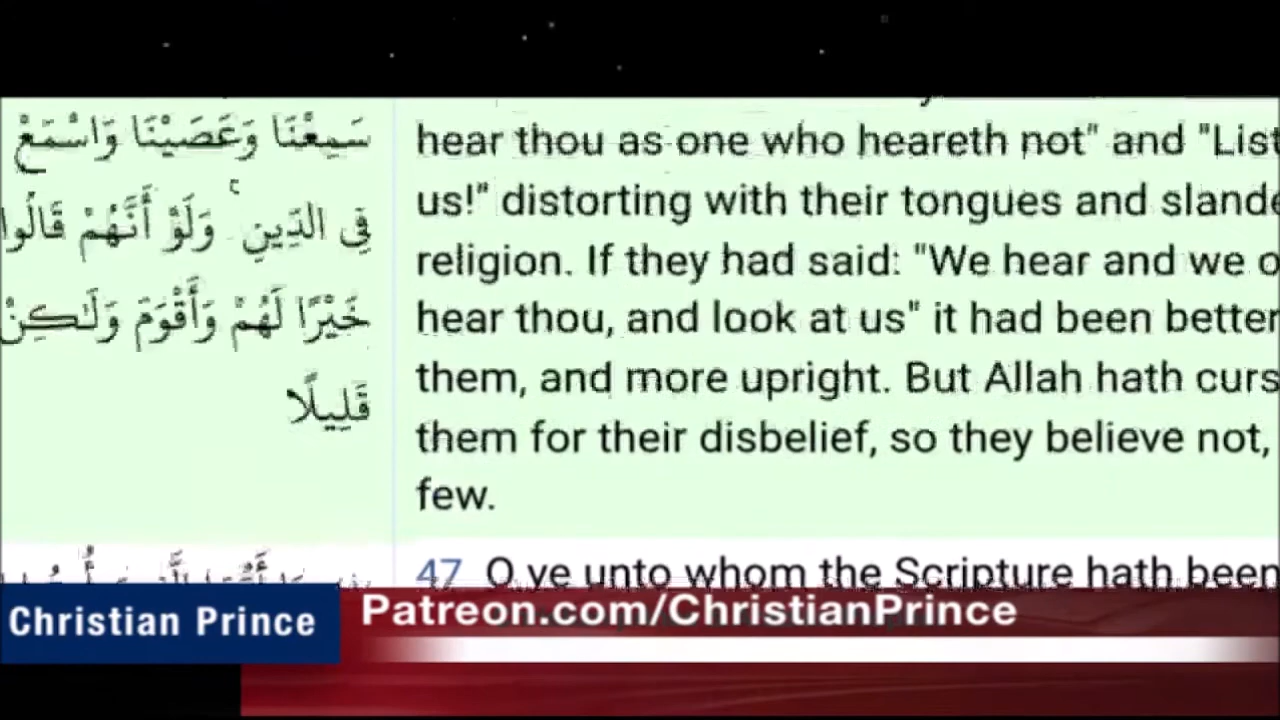 سَمِعْنَا وَعَصَيْنَا وَاسْمَعْ
فِى الدِّينِ ۚ وَلَوْ أَنَّهُمْ قَالُوا
خَيْرًا لَهُمْ وَأَقْوَمَ وَلَٰكِنْ
قَلِيلًا
hear thou as one who heareth not" and "List
us!" distorting with their tongues and slande
religion. If they had said: "We hear and we o
hear thou, and look at us" it had been better
them, and more upright. But Allah hath curs
them for their disbelief, so they believe not,
few.
47 O ye unto whom the Scripture hath been
Christian Prince
Patreon.com/ChristianPrince